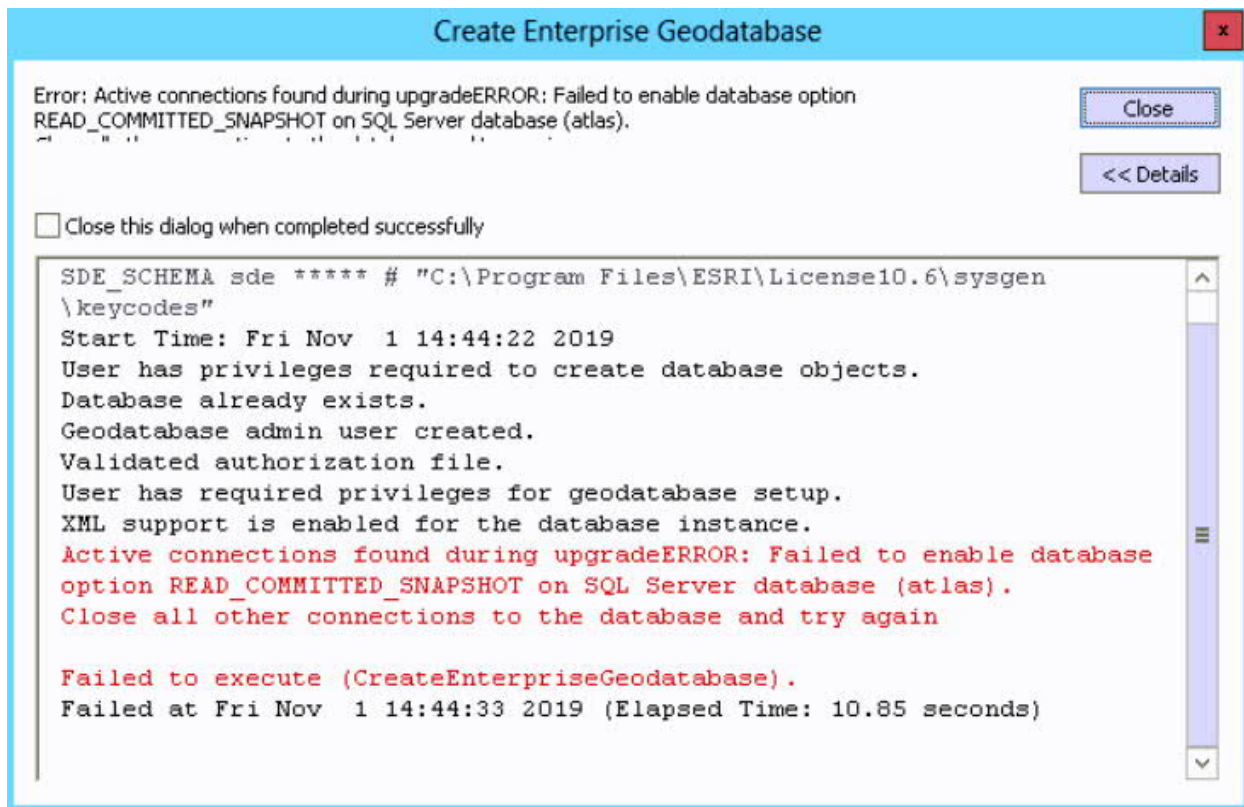 Create Enterprise Geodatabase
x
Error: Active connections found during upgradeERROR: Failed to enable database option
READ_COMMITTED_SNAPSHOT on SQL Server database (atlas).
Close
<< Details
Close this dialog when completed successfully
SDE_SCHEMA sde ***** # "C:\Program Files\ESRI\License10.6\sysgen
\keycodes"
Start Time: Fri Nov  1 14:44:22 2019
User has privileges required to create database objects.
Database already exists.
Geodatabase admin user created.
Validated authorization file.
User has required privileges for geodatabase setup.
XML support is enabled for the database instance.
Active connections found during upgradeERROR: Failed to enable database
option READ_COMMITTED_SNAPSHOT on SQL Server database (atlas).
Close all other connections to the database and try again
Failed to execute (CreateEnterpriseGeodatabase).
Failed at Fri Nov  1 14:44:33 2019 (Elapsed Time: 10.85 seconds)